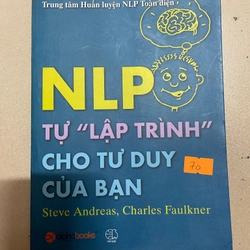 Trung tâm Huấn luyện NLP Toàn diện
NLP
TỰ "LẬP TRÌNH"
CHO TƯ DUY
CỦA BẠN
70
Steve Andreas, Charles Faulkner